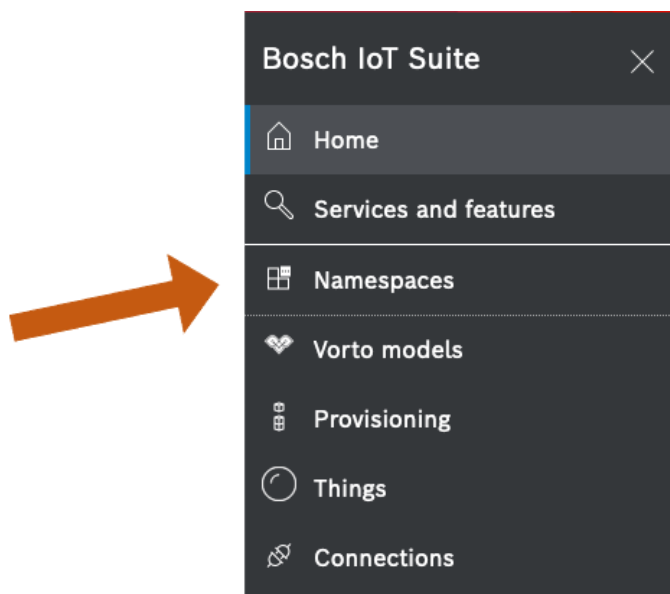 Bosch IoT Suite
Home
Services and features
Namespaces
Vorto models
Provisioning
Things
Connections